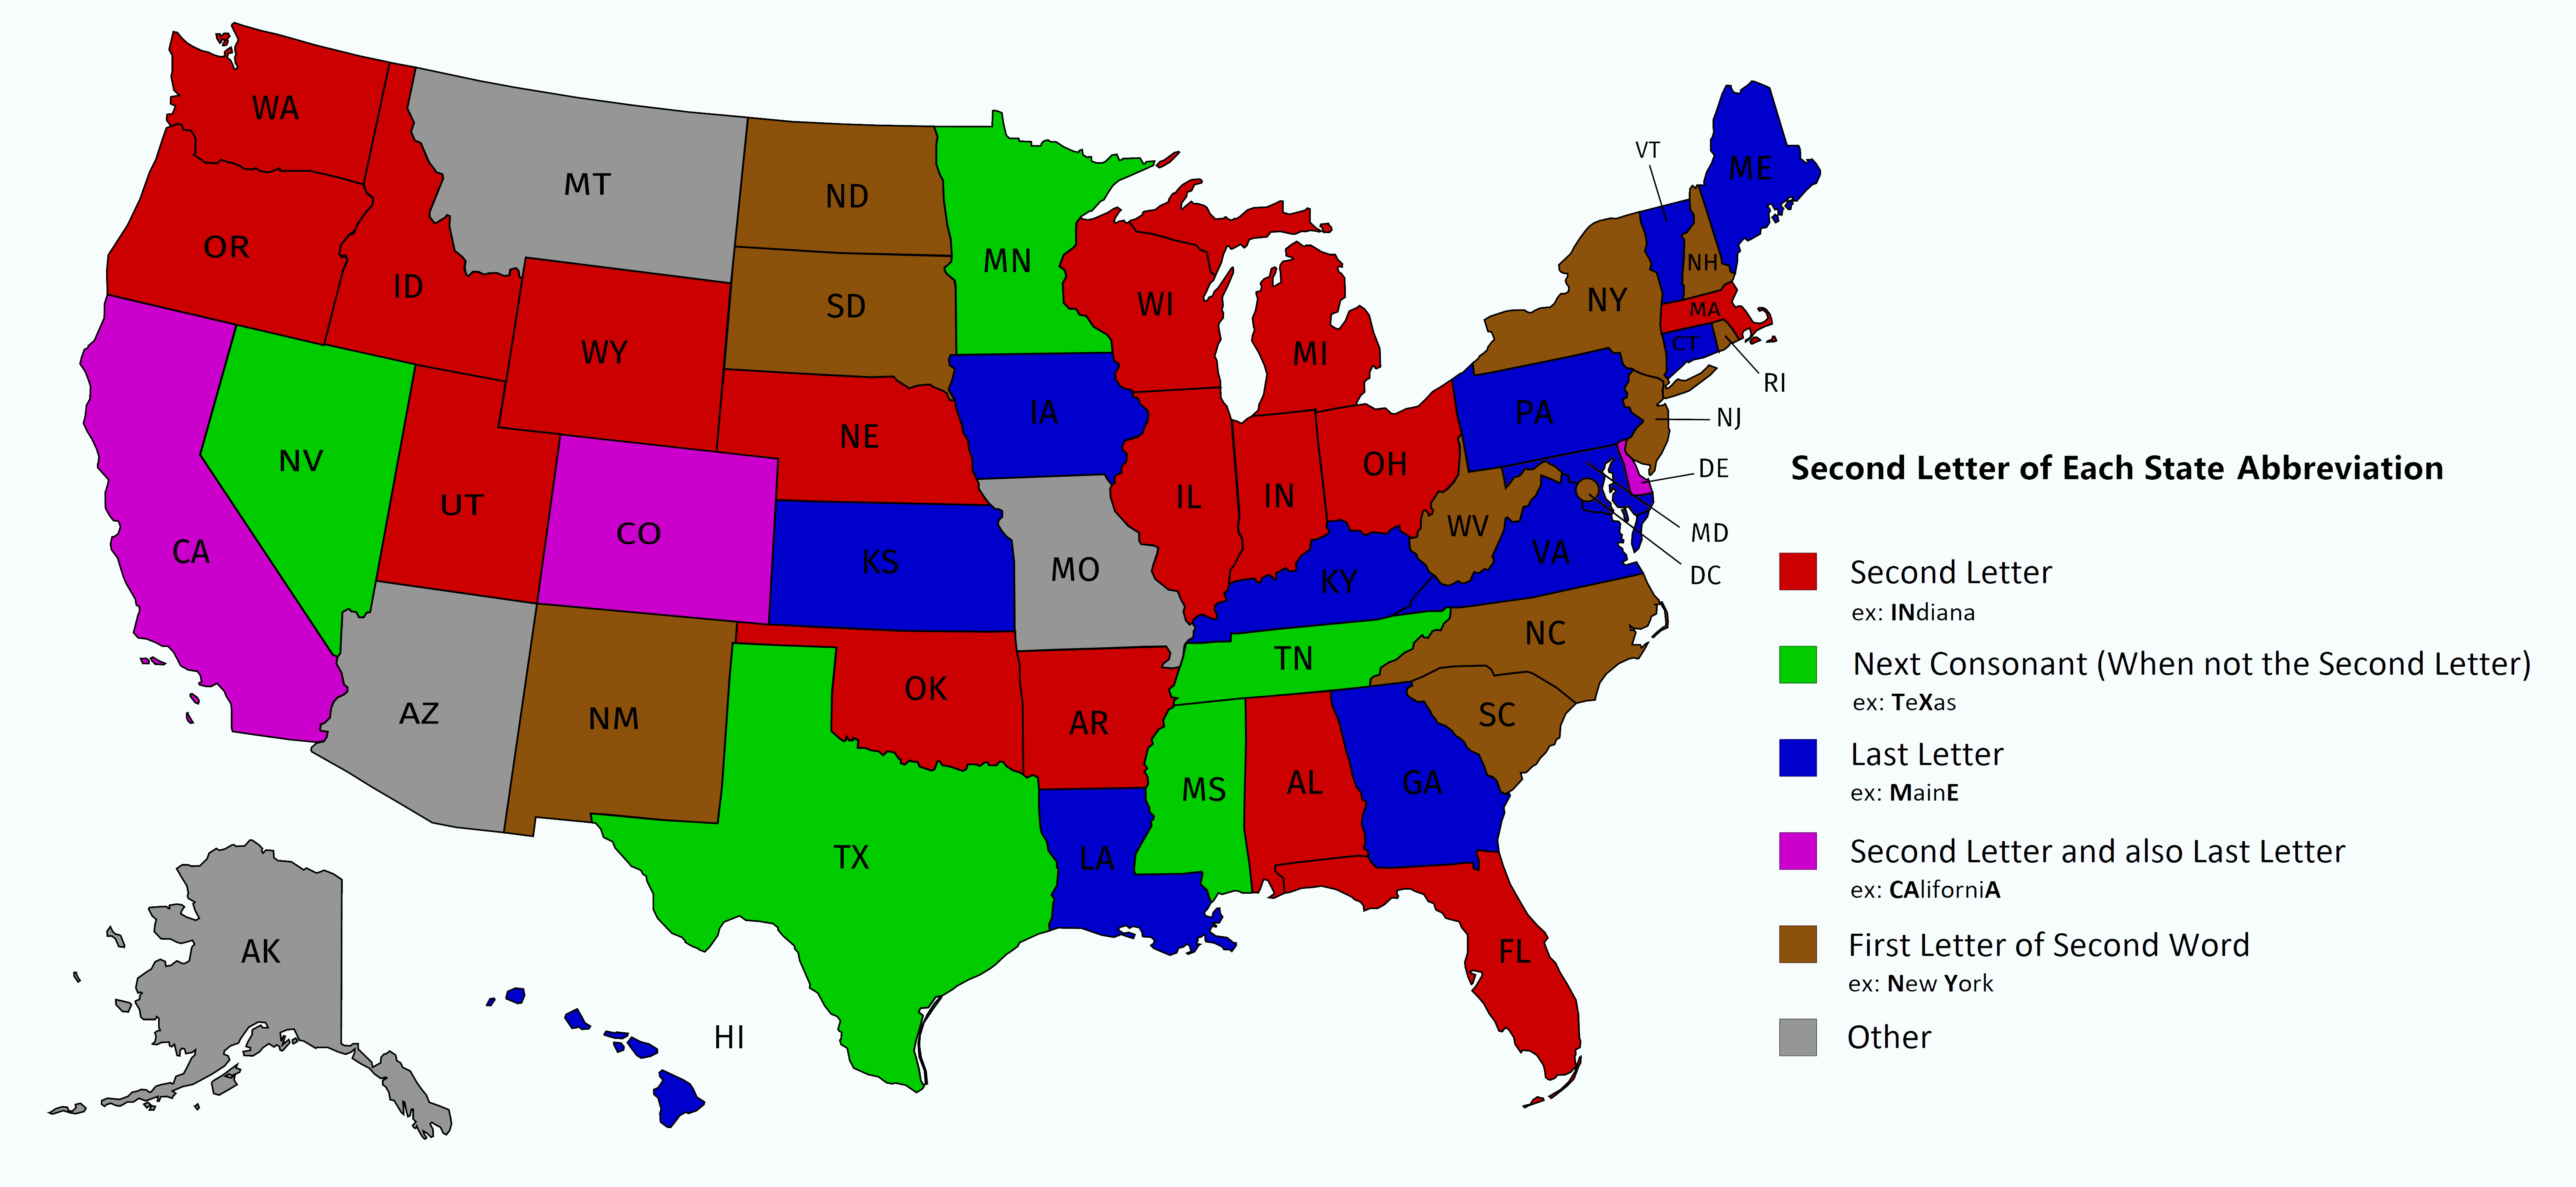 WA
MT
ND
MN
VT
ME
OR
ID
SD
WI
NY
NH
MA
WY
MI
CT
RI
NE
IA
PA
NJ
NV
UT
CO
KS
MO
IL
IN
OH
WV
VA
DE
MD
DC
CA
KY
AZ
NM
OK
AR
TN
NC
SC
TX
LA
MS
AL
GA
FL
AK
HI
Second Letter of Each State Abbreviation
Second Letter
ex: INdiana
Next Consonant (When not the Second Letter)
ex: TeXas
Last Letter
ex: MainE
Second Letter and also Last Letter
ex: CAliforniA
First Letter of Second Word
ex: New York
Other